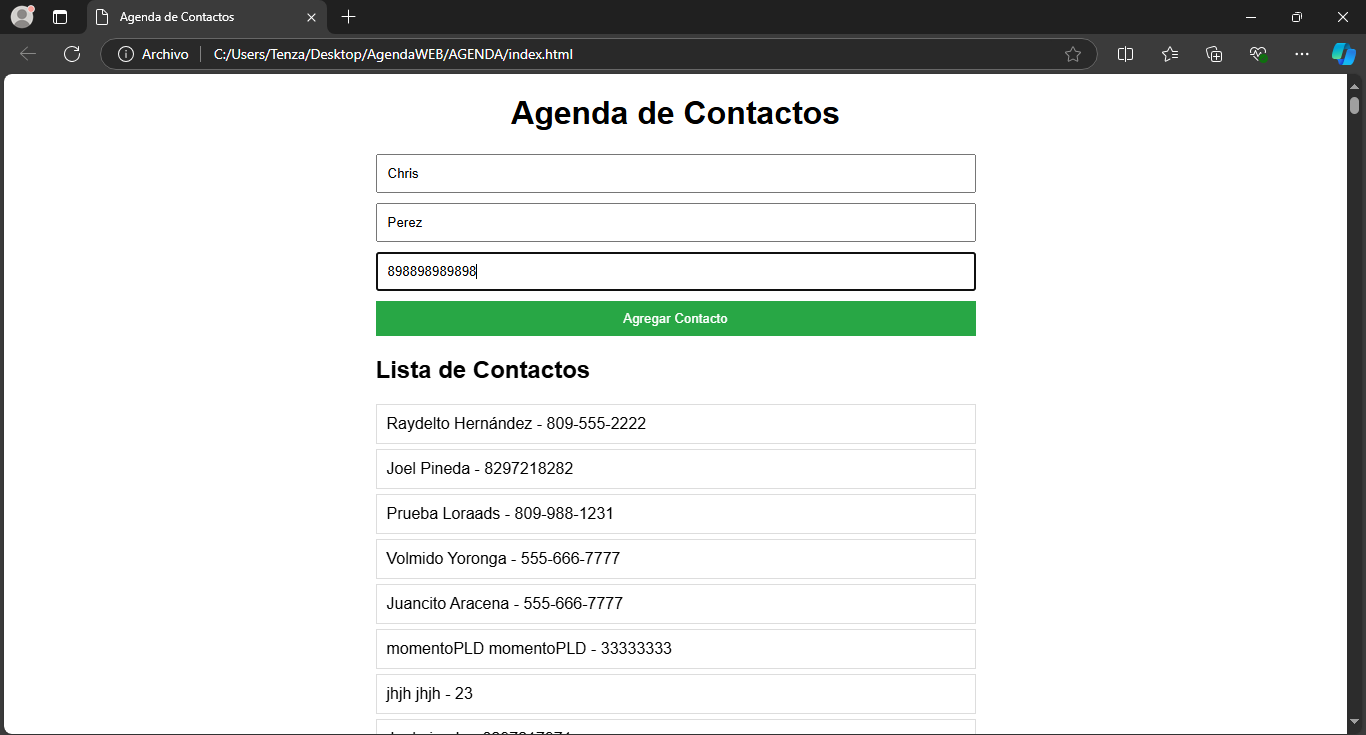 Agenda de Contactos
Archivo C:/Users/Tenza/Desktop/AgendaWEB/AGENDA/index.html
Agenda de Contactos
Chris
Perez
898898989898
Agregar Contacto
Lista de Contactos
Raydelto Hernández - 809-555-2222
Joel Pineda - 8297218282
Prueba Loraads - 809-988-1231
Volmido Yoronga - 555-666-7777
Juancito Aracena - 555-666-7777
momentoPLD momentoPLD - 33333333
jhjh jhjh - 23